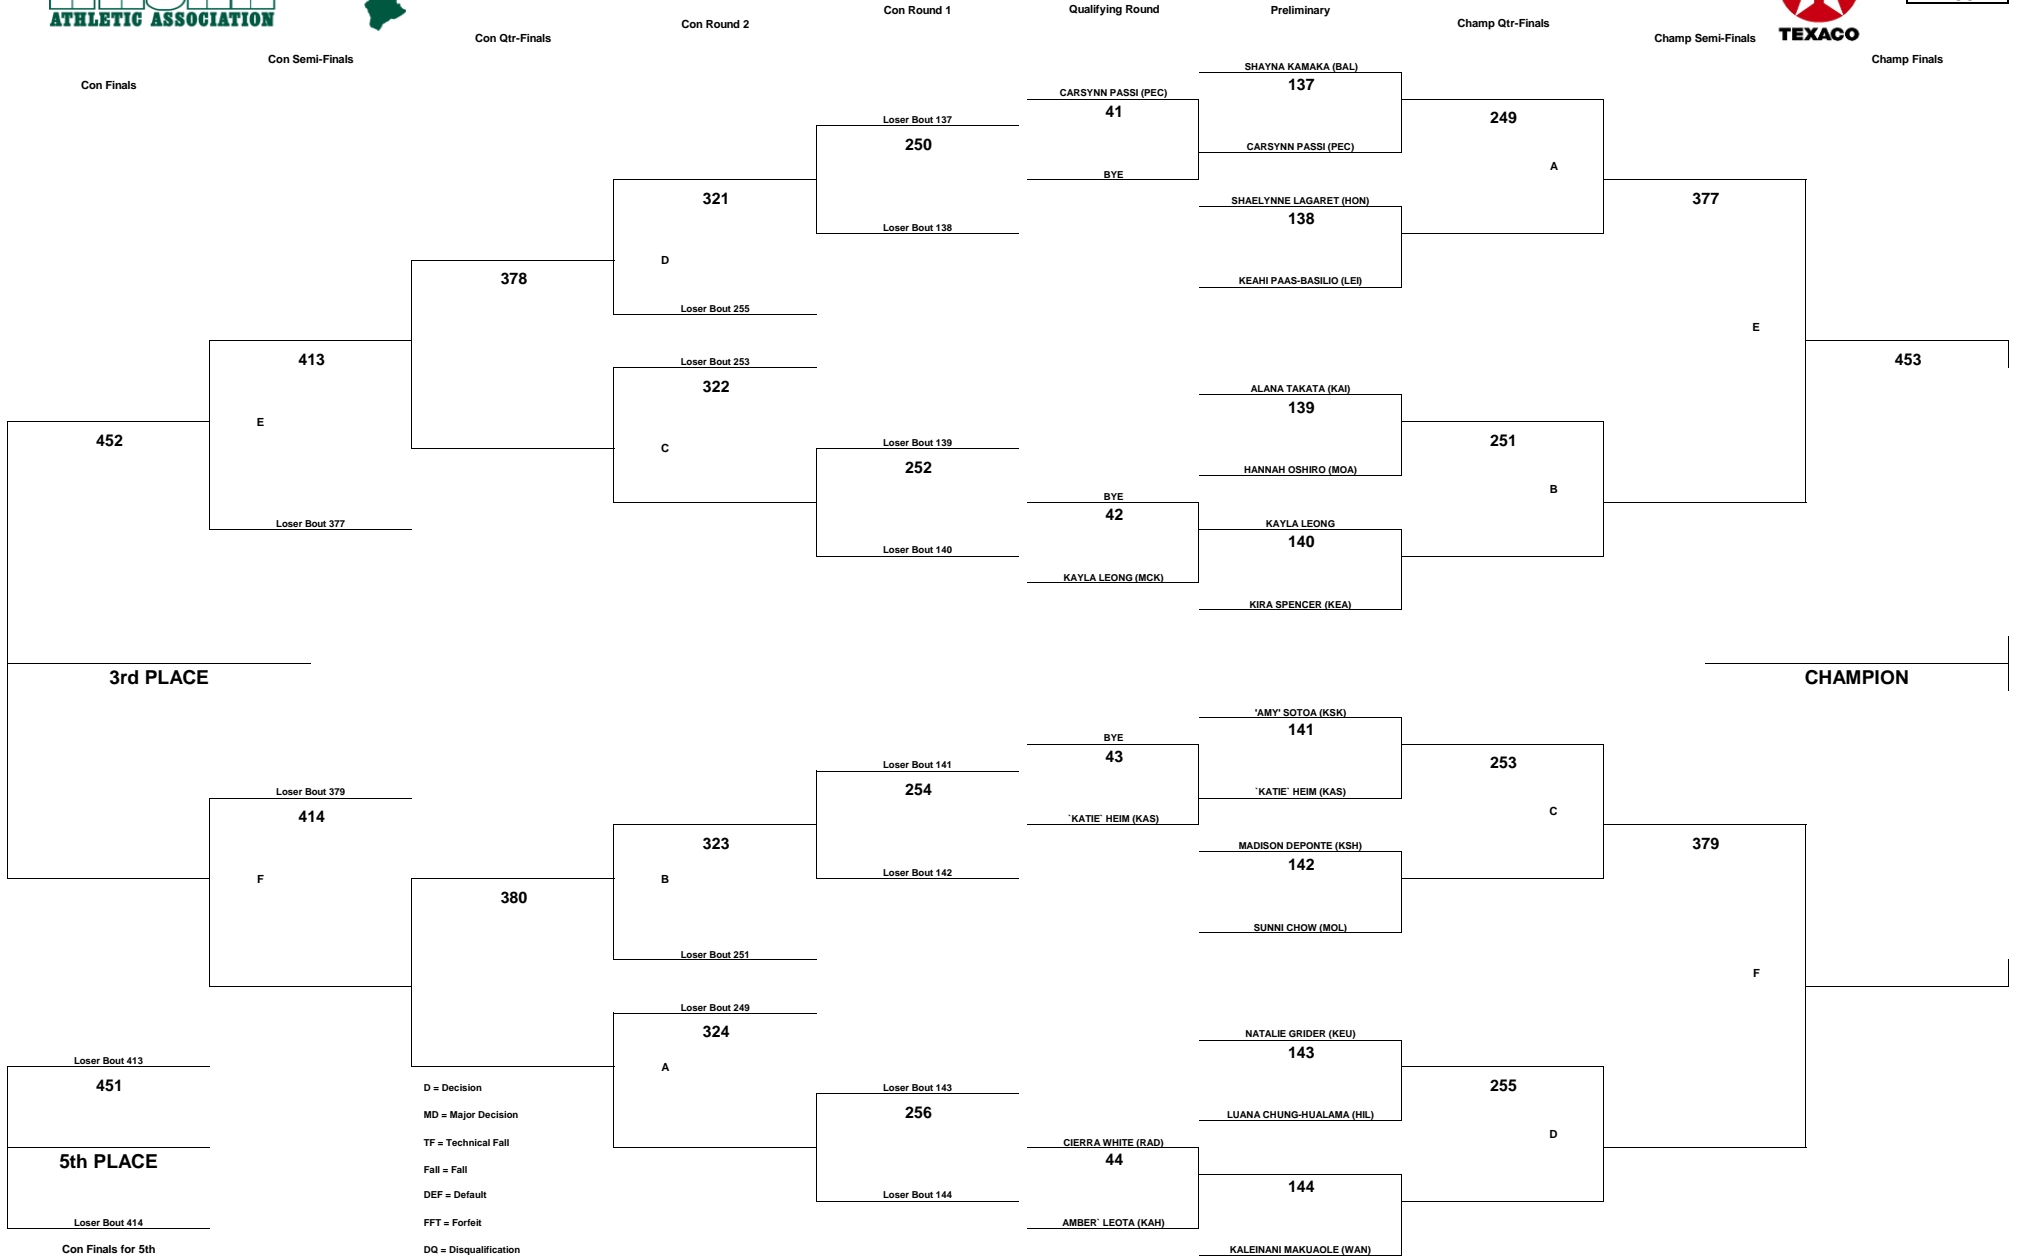 ATHLETIC ASSOCIATION
TEXACO
Con Finals
Con Semi-Finals
Con Qtr-Finals
Con Round 2
Con Round 1
Qualifying Round
Preliminary
Champ Qtr-Finals
Champ Semi-Finals
Champ Finals
SHAYNA KAMAKA (BAL)
137
CARSYNN PASSI (PEC)
41
249
Loser Bout 137
250
CARSYNN PASSI (PEC)
A
BYE
321
SHAELYNNE LAGARET (HON)
377
138
Loser Bout 138
D
378
KEAHI PAAS-BASILIO (LEI)
Loser Bout 255
E
413
Loser Bout 253
453
322
ALANA TAKATA (KAI)
139
E
452
Loser Bout 139
251
C
252
HANNAH OSHIRO (MOA)
B
BYE
42
Loser Bout 377
KAYLA LEONG
140
Loser Bout 140
KAYLA LEONG (MCK)
KIRA SPENCER (KEA)
3rd PLACE
CHAMPION
'AMY' SOTOA (KSK)
141
BYE
43
Loser Bout 141
253
Loser Bout 379
254
`KATIE` HEIM (KAS)
414
C
`KATIE` HEIM (KAS)
323
MADISON DEPONTE (KSH)
379
142
F
B
Loser Bout 142
380
SUNNI CHOW (MOL)
Loser Bout 251
F
Loser Bout 249
324
NATALIE GRIDER (KEU)
143
Loser Bout 413
A
451
D = Decision
Loser Bout 143
255
MD = Major Decision
256
LUANA CHUNG-HUALAMA (HIL)
TF = Technical Fall
CIERRA WHITE (RAD)
D
5th PLACE
44
Fall = Fall
144
DEF = Default
Loser Bout 144
Loser Bout 414
FFT = Forfeit
AMBER` LEOTA (KAH)
Con Finals for 5th
DQ = Disqualification
KALEINANI MAKUAOLE (WAN)